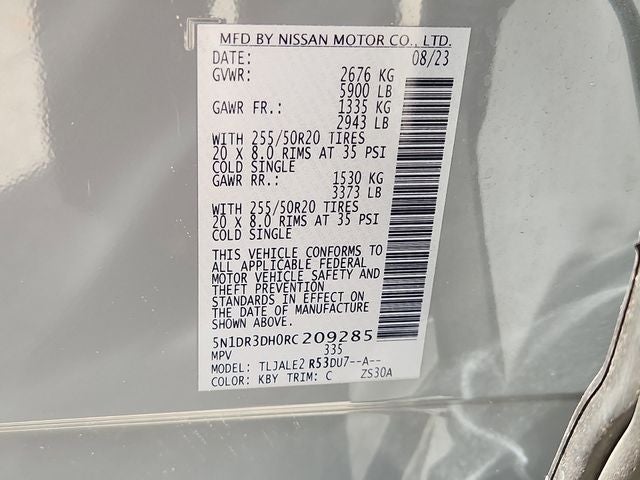 MFD BY NISSAN MOTOR CO., LTD.
DATE: 08/23
GVWR: 2676 KG
5900 LB
GAWR FR.: 1335 KG
2943 LB
WITH 255/50R20 TIRES
20 X 8.0 RIMS AT 35 PSI
COLD SINGLE
GAWR RR.: 1530 KG
3373 LB
WITH 255/50R20 TIRES
20 X 8.0 RIMS AT 35 PSI
COLD SINGLE
THIS VEHICLE CONFORMS TO
ALL APPLICABLE FEDERAL
MOTOR VEHICLE SAFETY AND
THEFT PREVENTION
STANDARDS IN EFFECT ON
THE DATE OF MANUFACTURE
SHOWN ABOVE.
5N1DR3DH0RC209285
MPV 335
MODEL: TLJALE2 R53DU7--A--
COLOR: KBY TRIM: C ZS30A